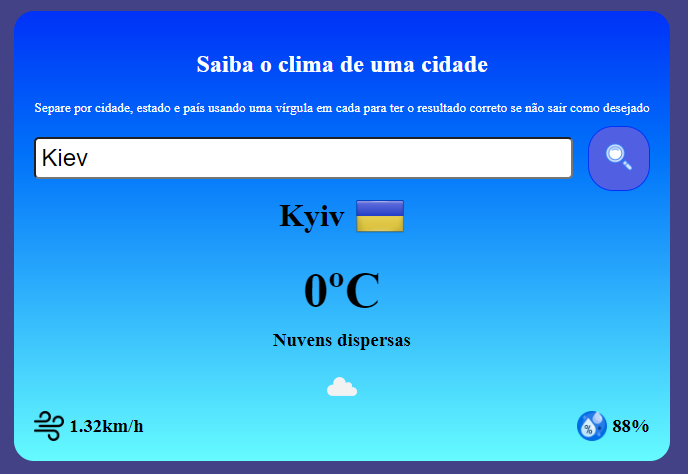 Saiba o clima de uma cidade
Separe por cidade, estado e país usando uma vírgula em cada para ter o resultado correto se não sair como desejado
Kiev
Kyiv
0°C
Nuvens dispersas
1.32km/h
% 88%